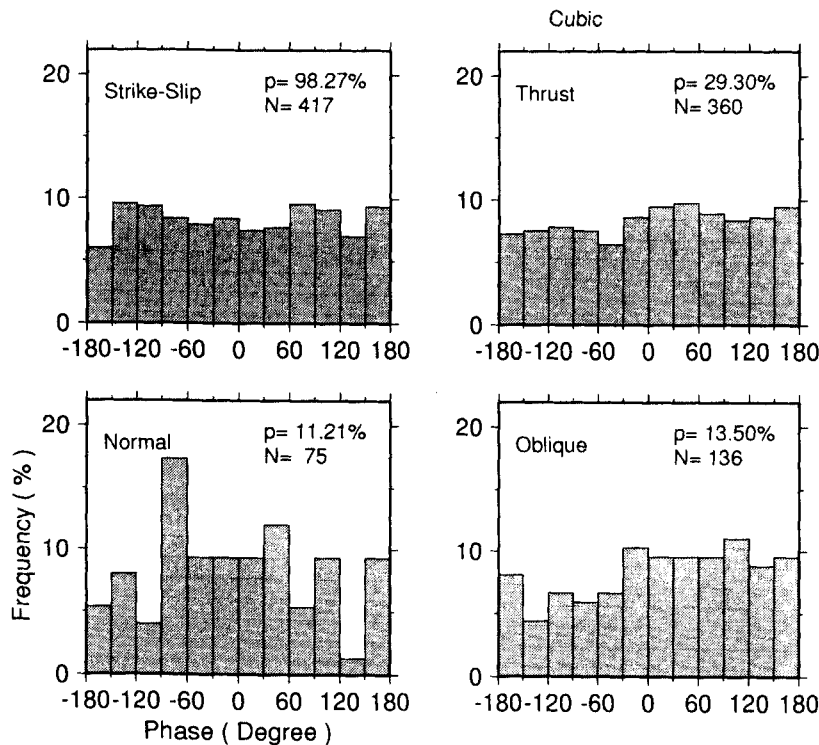 Cubic
20
10
0
Strike-Slip
p= 98.27%
N= 417
-180 -120 -60 0 60 120 180
20
10
0
Thrust
p= 29.30%
N= 360
-180 -120 -60 0 60 120 180
20
10
0
Normal
p= 11.21%
N= 75
-180 -120 -60 0 60 120 180
Frequency ( % )
Phase ( Degree )
20
10
0
Oblique
p= 13.50%
N= 136
-180 -120 -60 0 60 120 180